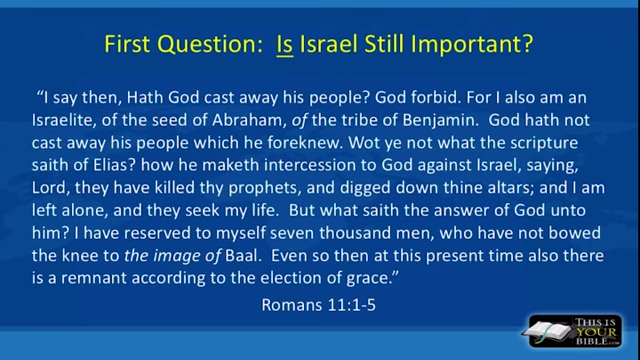 First Question:  Is Israel Still Important?
“I say then, Hath God cast away his people? God forbid. For I also am an
Israelite, of the seed of Abraham, of the tribe of Benjamin.  God hath not
cast away his people which he foreknew. Wot ye not what the scripture
saith of Elias? how he maketh intercession to God against Israel, saying,
Lord, they have killed thy prophets, and digged down thine altars; and I am
left alone, and they seek my life.  But what saith the answer of God unto
him? I have reserved to myself seven thousand men, who have not bowed
the knee to the image of Baal.  Even so then at this present time also there
is a remnant according to the election of grace.”
Romans 11:1-5
THIS IS
YOUR
BIBLE.com